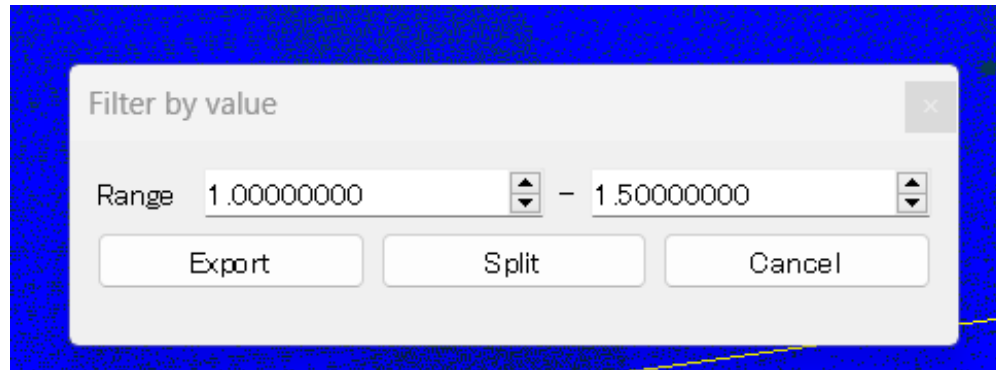 Filter by value
Range 1.00000000 - 1.50000000
Export Split Cancel